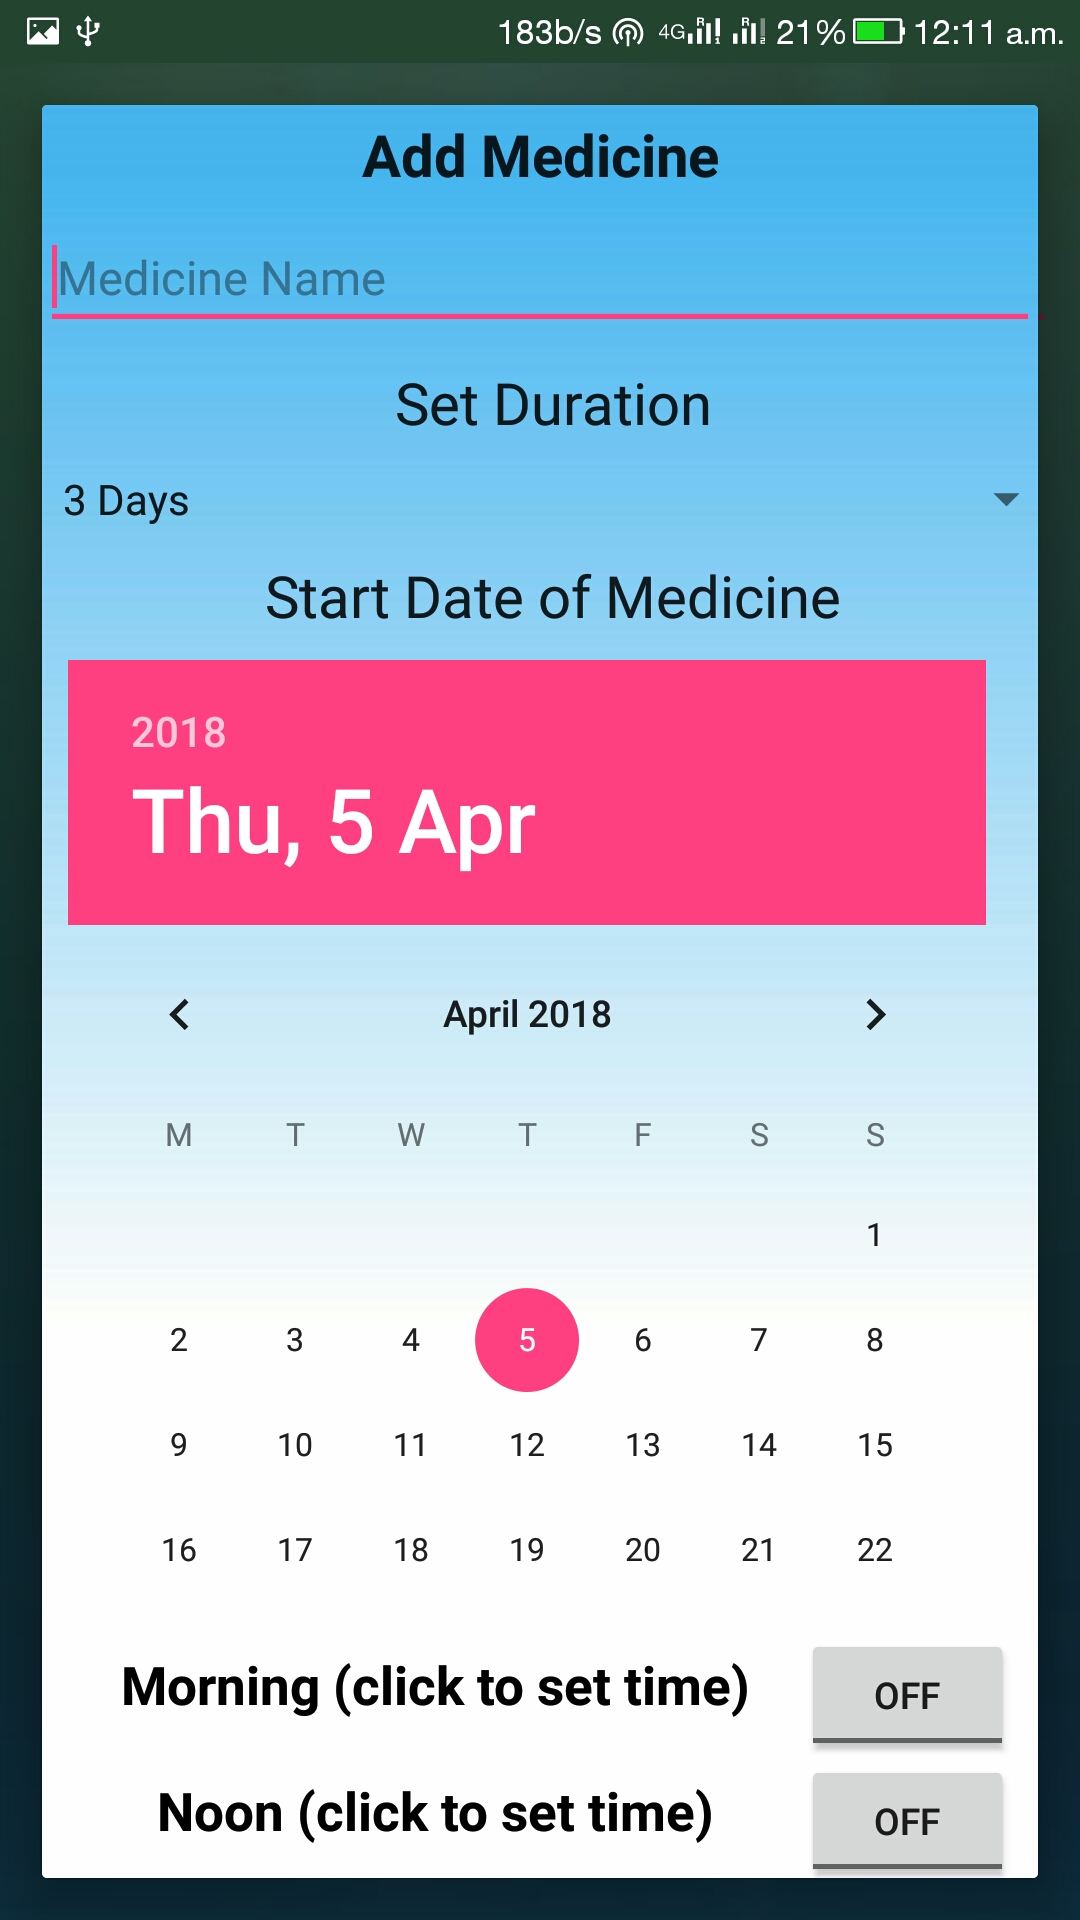 183b/s 4G R 1 R 2 21% 12:11 a.m.
Add Medicine
Medicine Name
Set Duration
3 Days
Start Date of Medicine
2018
Thu, 5 Apr
April 2018
M T W T F S S
1
2 3 4 5 6 7 8
9 10 11 12 13 14 15
16 17 18 19 20 21 22
Morning (click to set time) OFF
Noon (click to set time) OFF